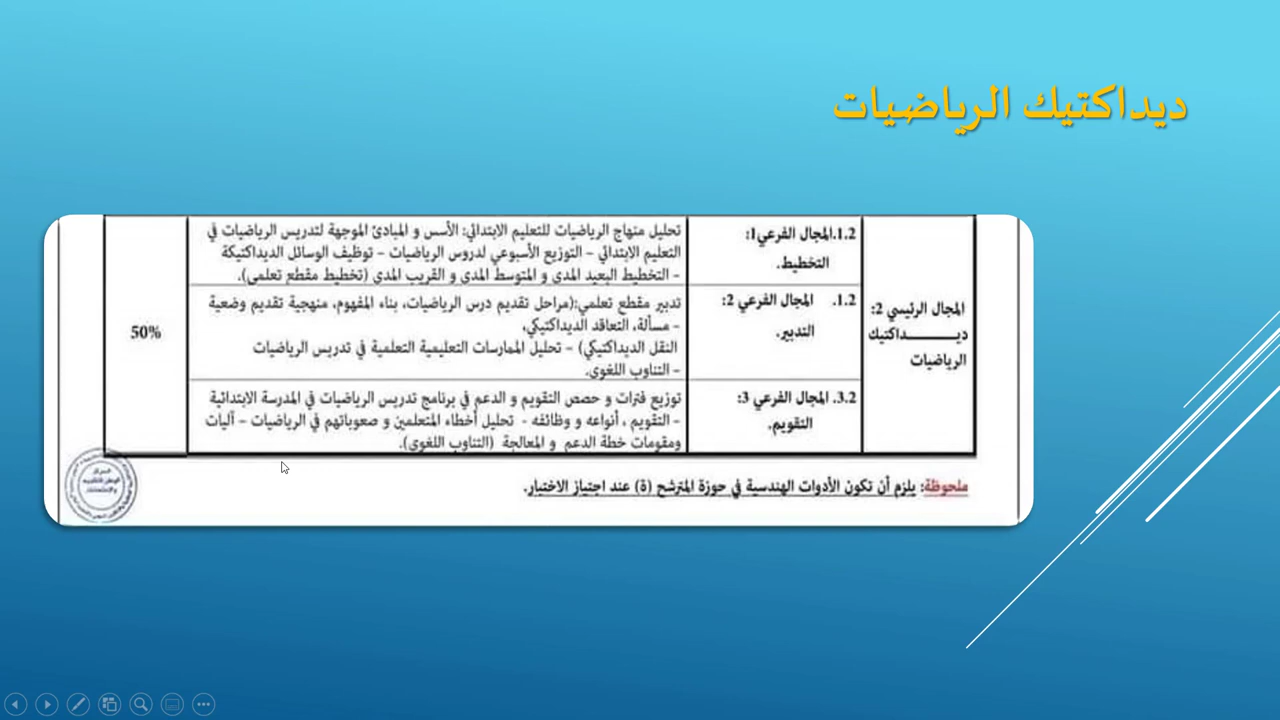 ديداكتيك الرياضيات
المجال الرئيسي 2:
ديـــــــداكتيك
الرياضيات
1.2.المجال الفرعي1:
التخطيط.
تحليل منهاج الرياضيات للتعليم الابتدائي: الأسس و المبادئ الموجهة لتدريس الرياضيات في
التعليم الابتدائي – التوزيع الأسبوعي لدروس الرياضيات – توظيف الوسائل الديداكتيكة
– التخطيط البعيد المدى و المتوسط المدى و القريب المدى (تخطيط مقطع تعلمي).
1.2. المجال الفرعي 2:
التدبير.
تدبير مقطع تعلمي:(مراحل تقديم درس الرياضيات، بناء المفهوم، منهجية تقديم وضعية
– مسألة، التعاقد الديداكتيكي،
النقل الديداكتيكي) – تحليل الممارسات التعليمية التعلمية في تدريس الرياضيات
– التناوب اللغوي.
3.2. المجال الفرعي 3:
التقويم.
توزيع فترات و حصص التقويم و الدعم في برنامج تدريس الرياضيات في المدرسة الابتدائية
– التقويم ، أنواعه و وظائفه - تحليل أخطاء المتعلمين و صعوباتهم في الرياضيات – آليات
ومقومات خطة الدعم و المعالجة (التناوب اللغوي).
50%
ملحوظة: يلزم أن تكون الأدوات الهندسية في حوزة المترشح (ة) عند اجتياز الاختبار.